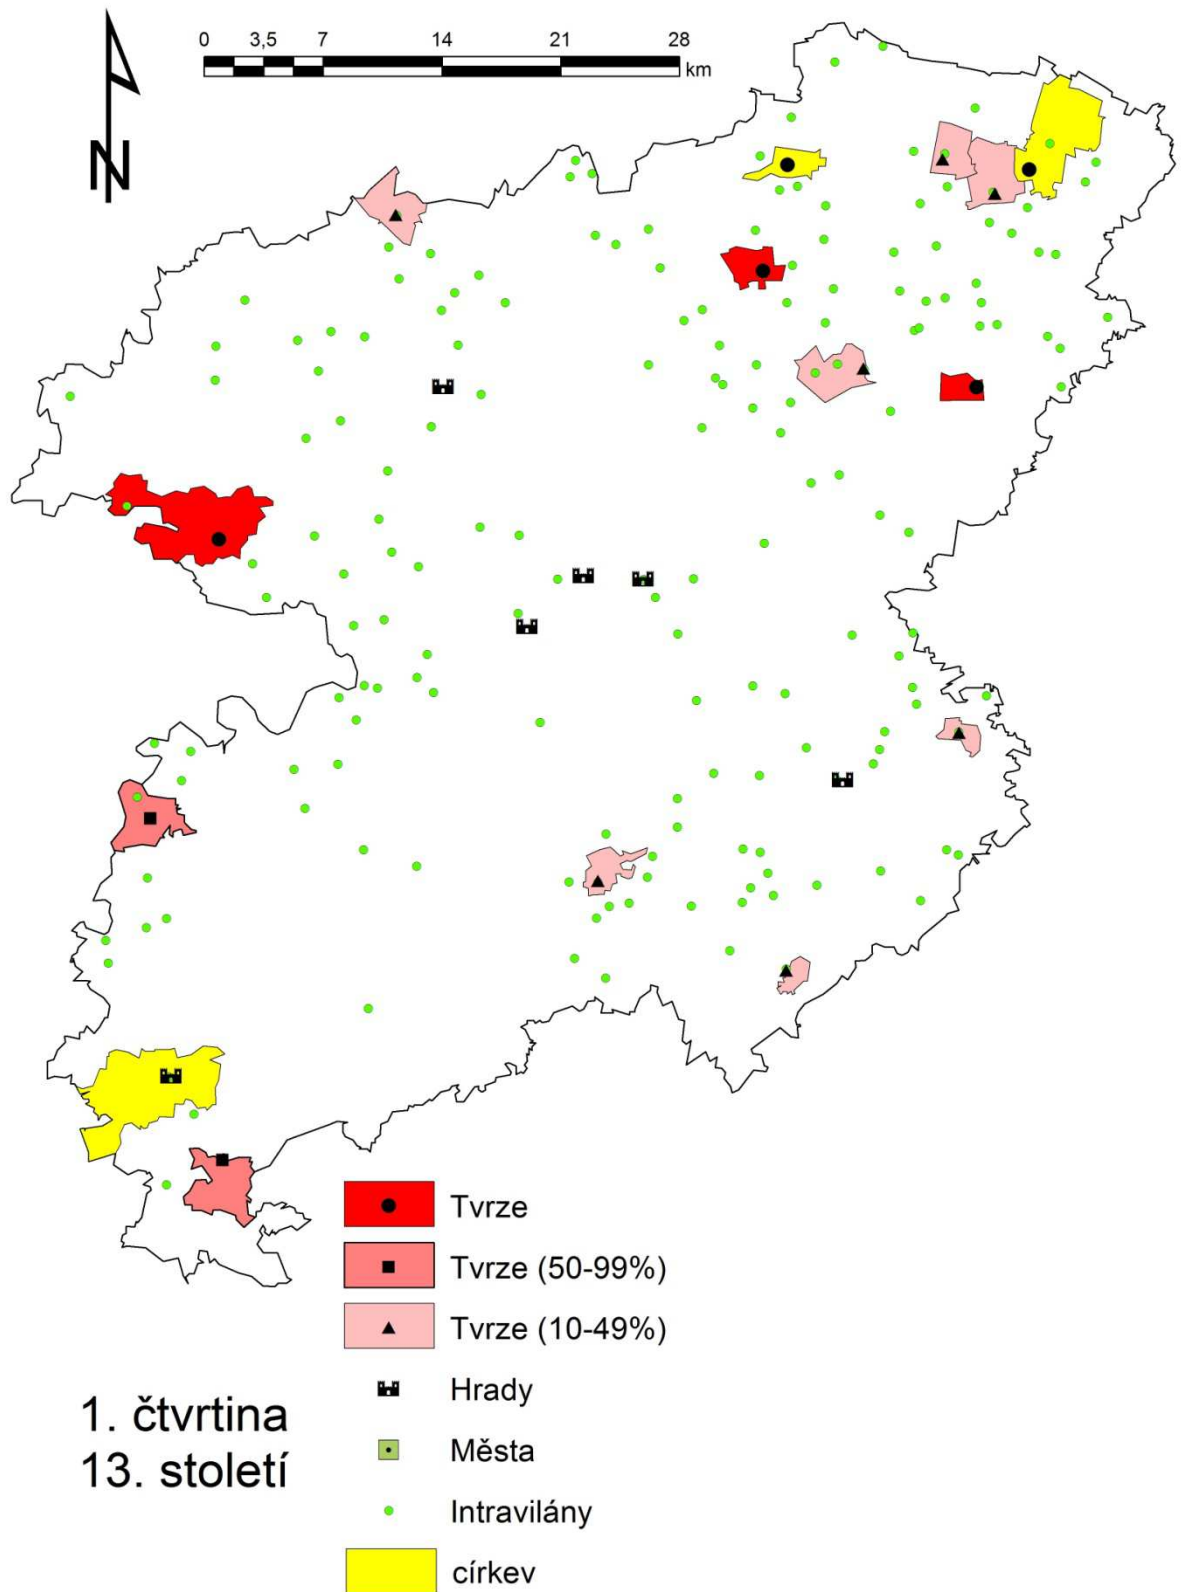 0 3,5 7 14 21 28
km
N
Tvrze
Tvrze (50-99%)
Tvrze (10-49%)
Hrady
Města
Intravilány
církev
1. čtvrtina
13. století